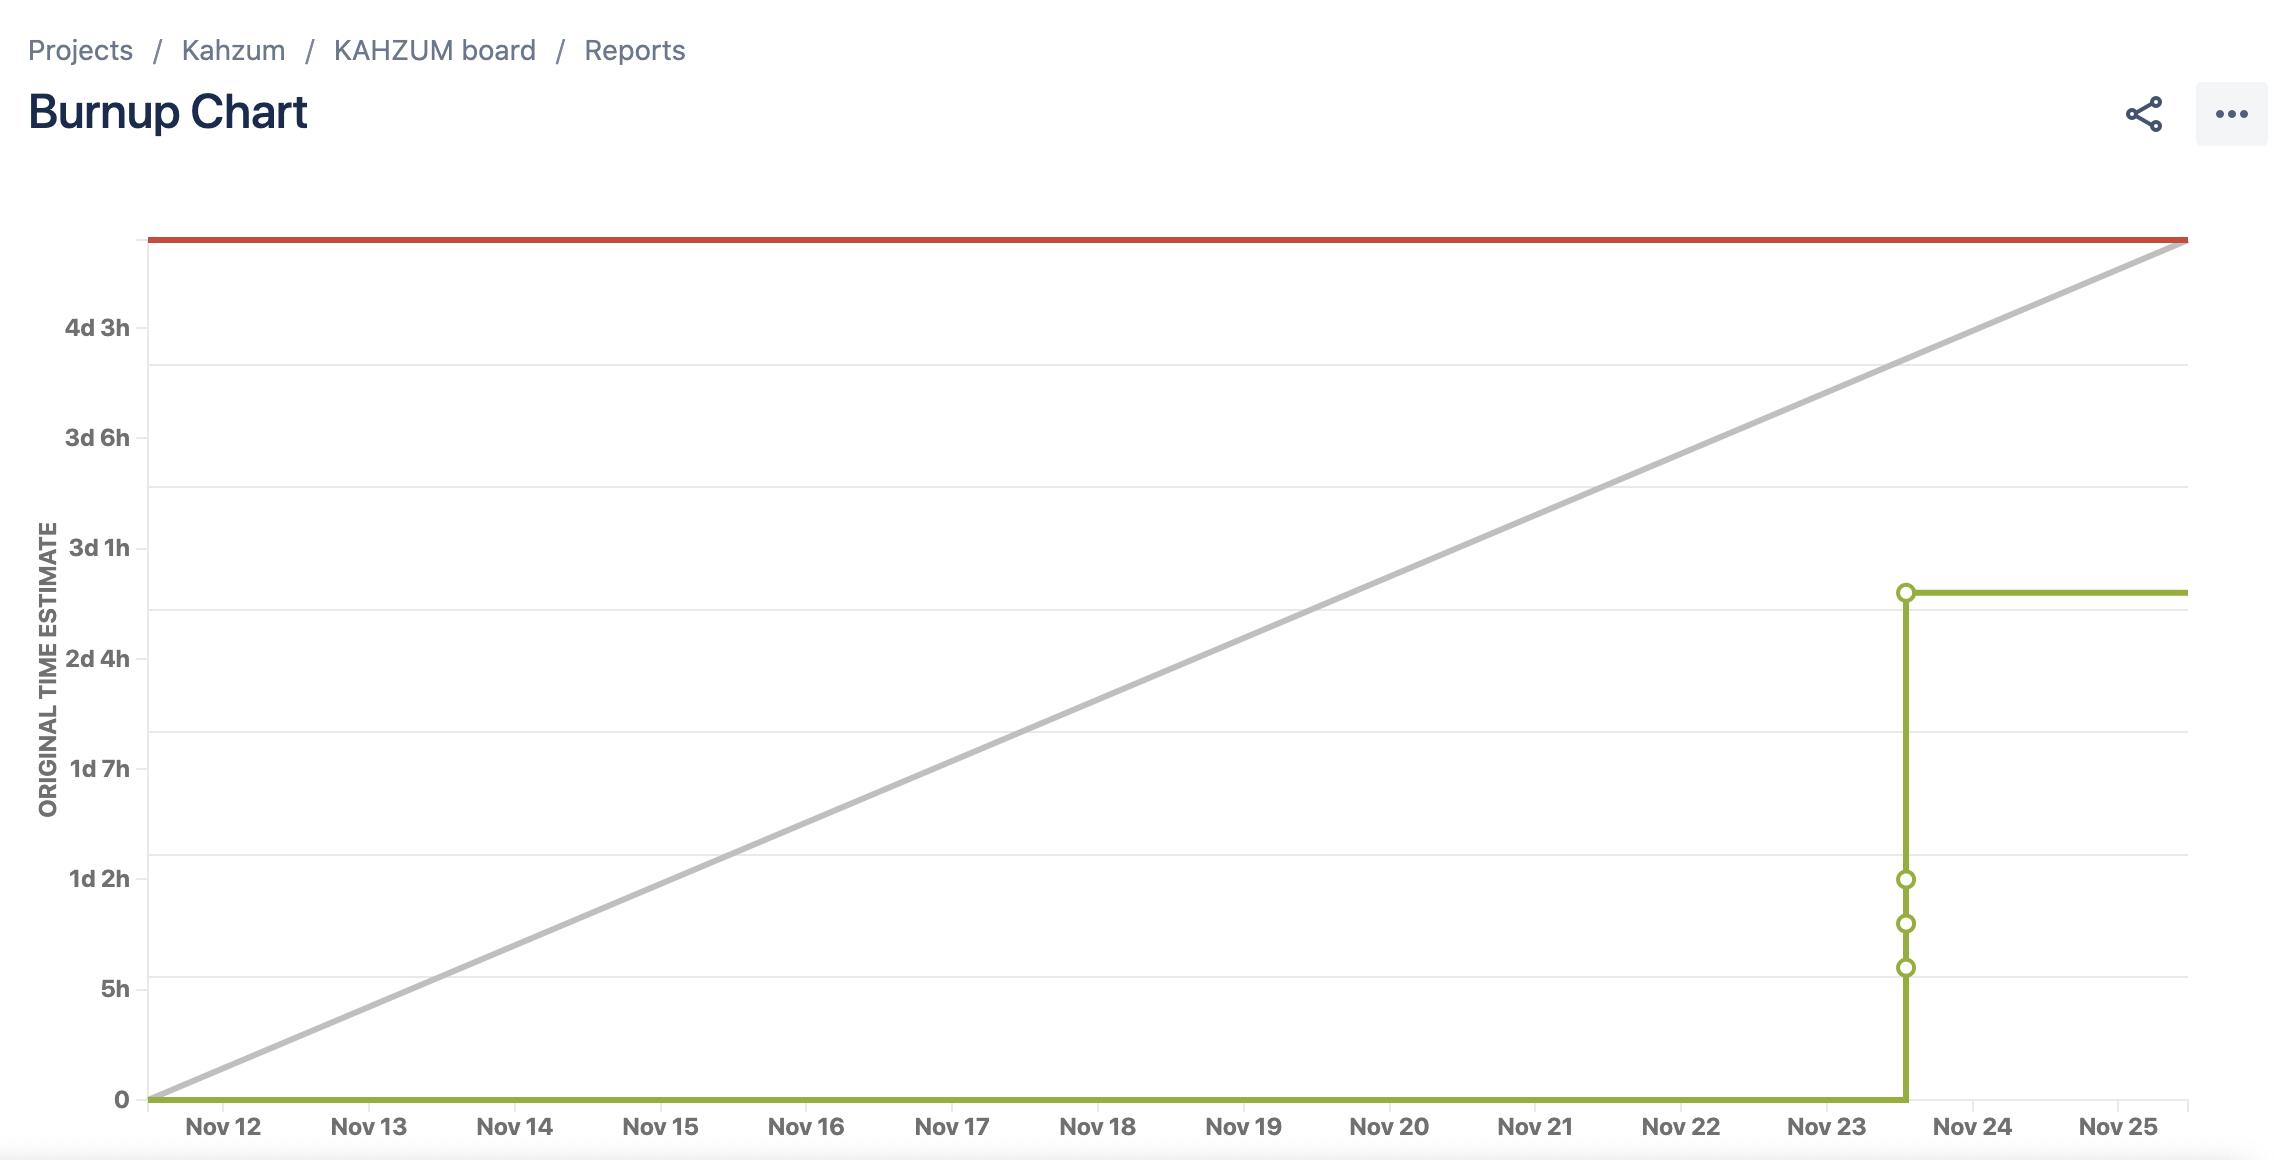 Projects / Kahzum / KAHZUM board / Reports
Burnup Chart
ORIGINAL TIME ESTIMATE
4d 3h
3d 6h
3d 1h
2d 4h
1d 7h
1d 2h
5h
0
Nov 12 Nov 13 Nov 14 Nov 15 Nov 16 Nov 17 Nov 18 Nov 19 Nov 20 Nov 21 Nov 22 Nov 23 Nov 24 Nov 25